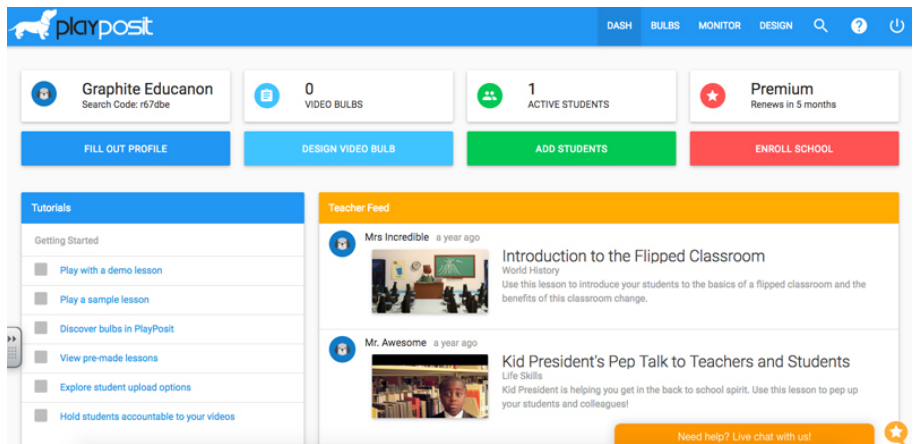 playposit
DASH BULBS MONITOR DESIGN
Graphite Educanon
Search Code: r67dbe
0
VIDEO BULBS
1
ACTIVE STUDENTS
Premium
Renews in 5 months
FILL OUT PROFILE
DESIGN VIDEO BULB
ADD STUDENTS
ENROLL SCHOOL
Tutorials
Getting Started
Play with a demo lesson
Play a sample lesson
Discover bulbs in PlayPosit
View pre-made lessons
Explore student upload options
Hold students accountable to your videos
Teacher Feed
Mrs Incredible a year ago
Introduction to the Flipped Classroom
World History
Use this lesson to introduce your students to the basics of a flipped classroom and the
benefits of this classroom change.
Mr. Awesome a year ago
Kid President's Pep Talk to Teachers and Students
Life Skills
Kid President is helping you get in the back to school spirit. Use this lesson to pep up
your students and colleagues!
Need help? Live chat with us!